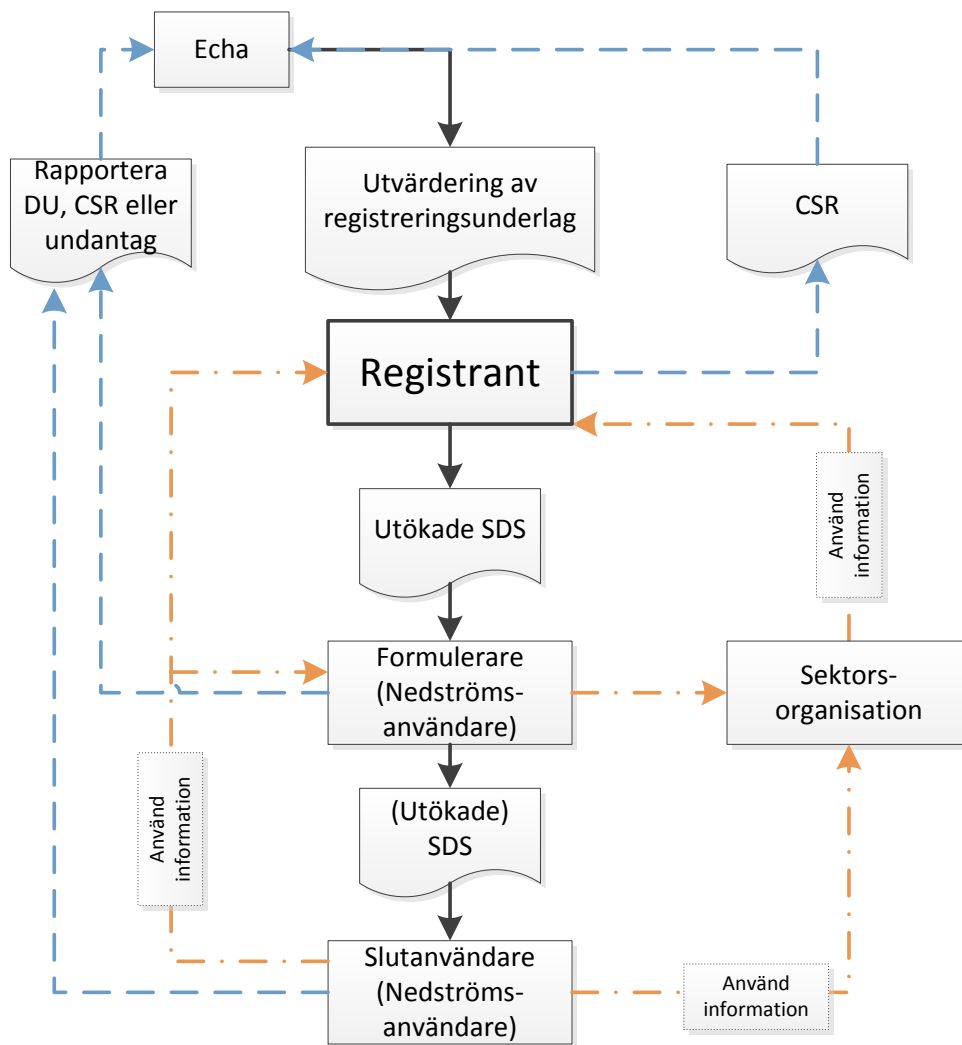 Echa
Rapportera
DU, CSR eller
undantag
Utvärdering av
registreringsunderlag
CSR
Registrant
Utökade SDS
Använd
information
Formulerare
(Nedströms-
användare)
Sektors-
organisation
Använd
information
(Utökade)
SDS
Slutanvändare
(Nedströms-
användare)
Använd
information